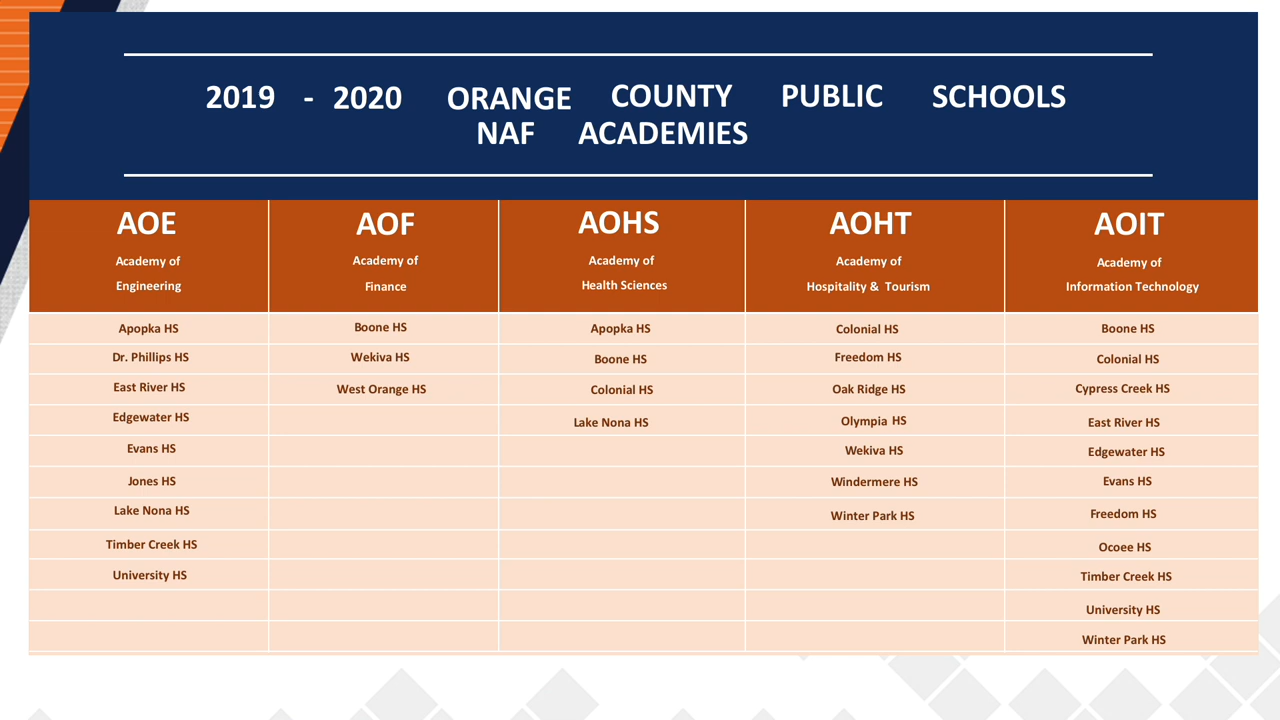 2019 - 2020 ORANGE COUNTY PUBLIC SCHOOLS
NAF ACADEMIES
AOE AOF AOHS AOHT AOIT
Academy of Academy of Academy of Academy of Academy of
Engineering Finance Health Sciences Hospitality & Tourism Information Technology
Apopka HS Boone HS Apopka HS Colonial HS Boone HS
Dr. Phillips HS Wekiva HS Boone HS Freedom HS Colonial HS
East River HS West Orange HS Colonial HS Oak Ridge HS Cypress Creek HS
Edgewater HS Lake Nona HS Olympia HS East River HS
Evans HS Wekiva HS Edgewater HS
Jones HS Windermere HS Evans HS
Lake Nona HS Winter Park HS Freedom HS
Timber Creek HS Ocoee HS
University HS Timber Creek HS
University HS
Winter Park HS